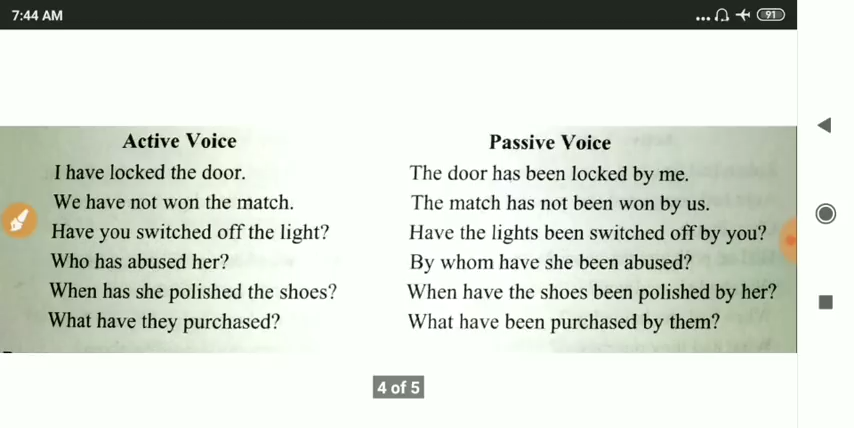 7:44 AM
91
Active Voice Passive Voice
I have locked the door. The door has been locked by me.
We have not won the match. The match has not been won by us.
Have you switched off the light? Have the lights been switched off by you?
Who has abused her? By whom have she been abused?
When has she polished the shoes? When have the shoes been polished by her?
What have they purchased? What have been purchased by them?
4 of 5